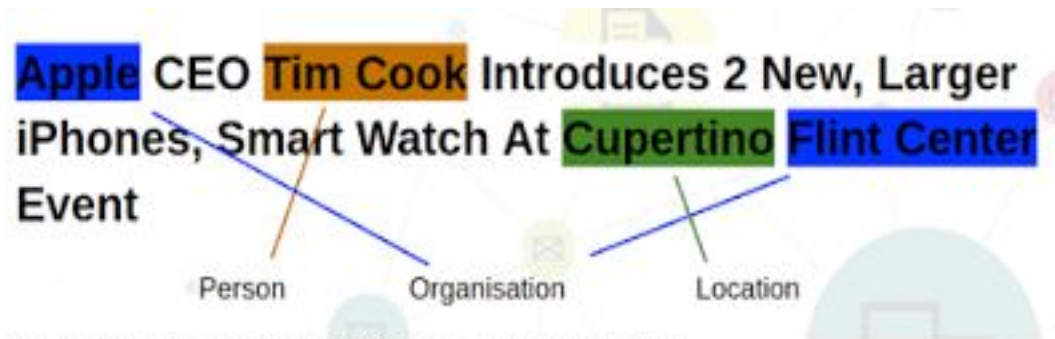 Apple CEO Tim Cook Introduces 2 New, Larger
iPhones, Smart Watch At Cupertino Flint Center
Event
Person Organisation Location